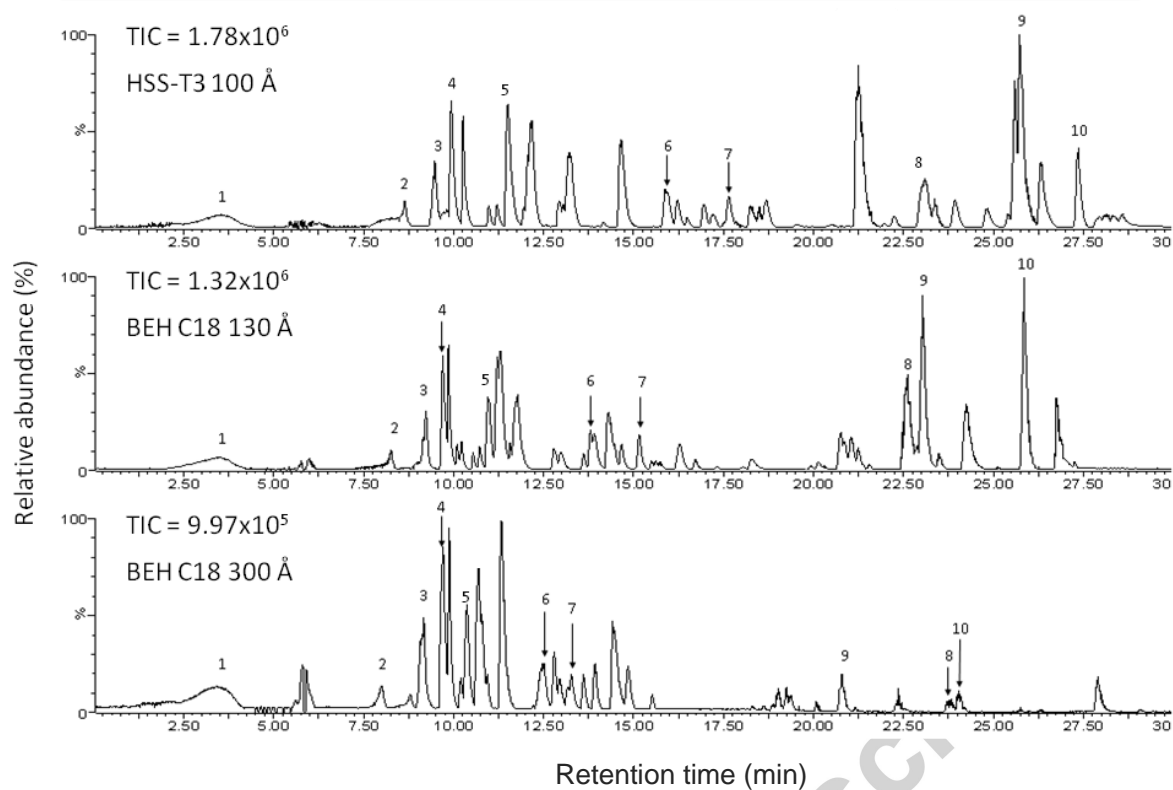 Relative abundance (%)
TIC = 1.78x10⁶
HSS-T3 100 Å
100
%
0
1 2 3 4 5 6 7 8 9 10
2.50 5.00 7.50 10.00 12.50 15.00 17.50 20.00 22.50 25.00 27.50 30
TIC = 1.32x10⁶
BEH C18 130 Å
100
%
0
1 2 3 4 5 6 7 8 9 10
2.50 5.00 7.50 10.00 12.50 15.00 17.50 20.00 22.50 25.00 27.50 30
TIC = 9.97x10⁵
BEH C18 300 Å
100
%
0
1 2 3 4 5 6 7 9 8 10
2.50 5.00 7.50 10.00 12.50 15.00 17.50 20.00 22.50 25.00 27.50 30
Retention time (min)